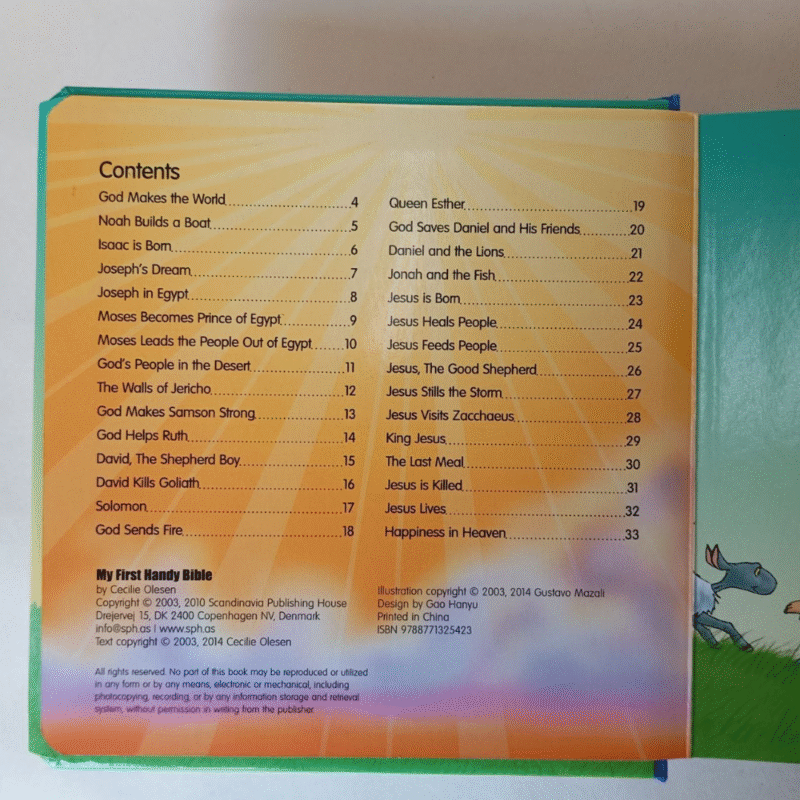 Contents
God Makes the World 4
Noah Builds a Boat 5
Isaac is Born 6
Joseph's Dream 7
Joseph in Egypt 8
Moses Becomes Prince of Egypt 9
Moses Leads the People Out of Egypt 10
God's People in the Desert 11
The Walls of Jericho 12
God Makes Samson Strong 13
God Helps Ruth 14
David, The Shepherd Boy 15
David Kills Goliath 16
Solomon 17
God Sends Fire 18
Queen Esther 19
God Saves Daniel and His Friends 20
Daniel and the Lions 21
Jonah and the Fish 22
Jesus is Born 23
Jesus Heals People 24
Jesus Feeds People 25
Jesus, The Good Shepherd 26
Jesus Stills the Storm 27
Jesus Visits Zacchaeus 28
King Jesus 29
The Last Meal 30
Jesus is Killed 31
Jesus Lives 32
Happiness in Heaven 33
My First Handy Bible
by Cecilie Olesen
Copyright © 2003, 2010 Scandinavia Publishing House
Drejervej 15, DK 2400 Copenhagen NV, Denmark
info@sph.as | www.sph.as
Text copyright © 2003, 2014 Cecilie Olesen
Illustration copyright © 2003, 2014 Gustavo Mazali
Design by Gao Hanyu
Printed in China
ISBN 9788771325423
All rights reserved. No part of this book may be reproduced or utilized
in any form or by any means, electronic or mechanical, including
photocopying, recording, or by any information storage and retrieval
system, without permission in writing from the publisher.